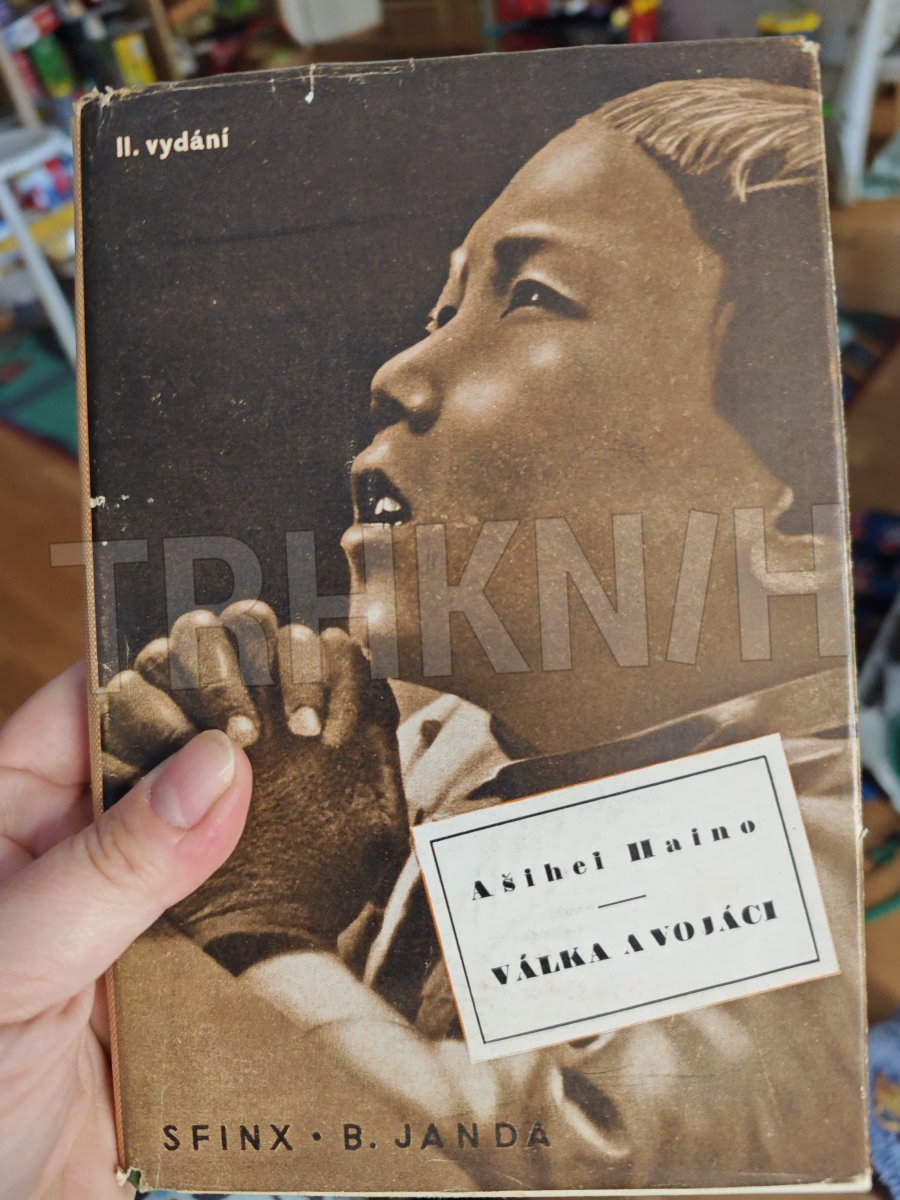 II. vydání
TRHKN/H
Ašihei Haino
VÁLKA A VOJÁCI
SFINX · B. JANDA